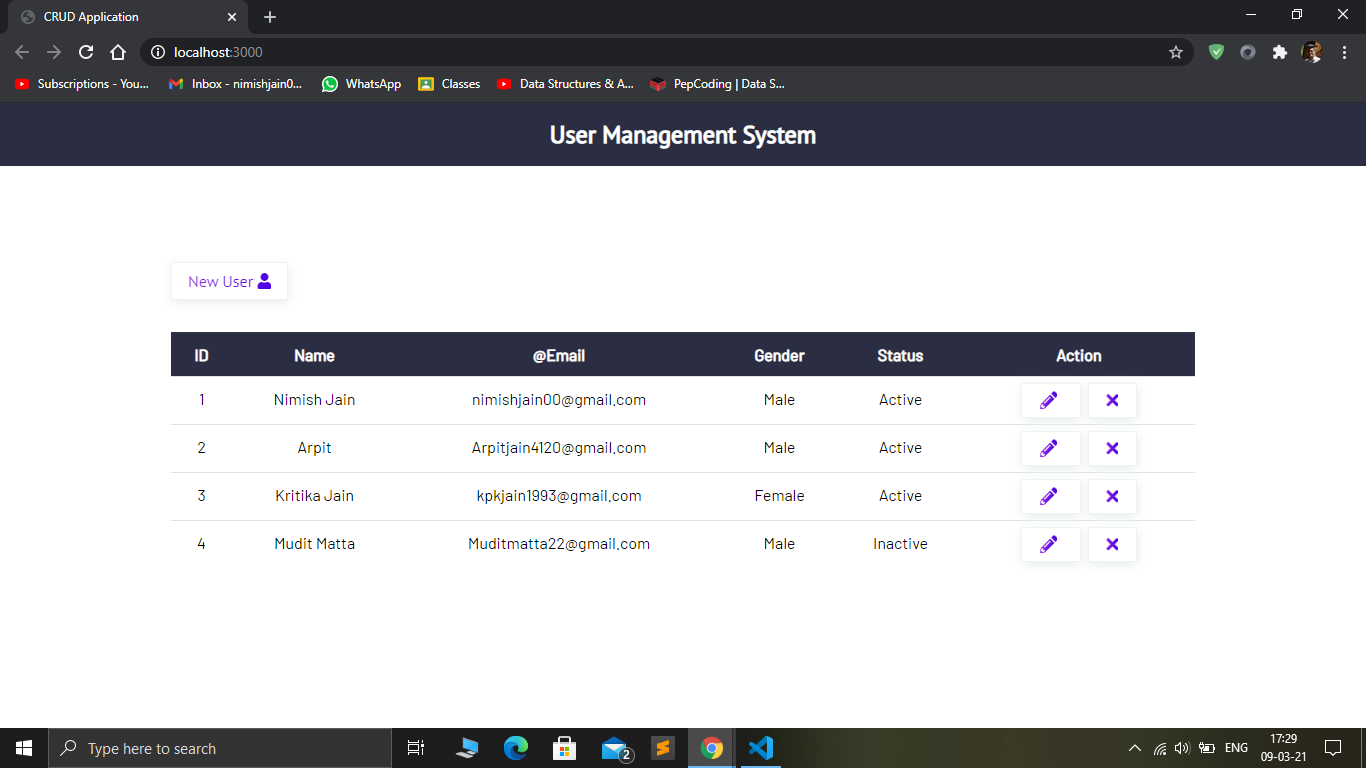 CRUD Application
localhost:3000
Subscriptions - You... Inbox - nimishjain0... WhatsApp Classes Data Structures & A... PepCoding | Data S...
User Management System
New User
ID Name @Email Gender Status Action
1 Nimish Jain nimishjain00@gmail.com Male Active
2 Arpit Arpitjain4120@gmail.com Male Active
3 Kritika Jain kpkjain1993@gmail.com Female Active
4 Mudit Matta Muditmatta22@gmail.com Male Inactive
Type here to search 2 ENG 17:29
09-03-21